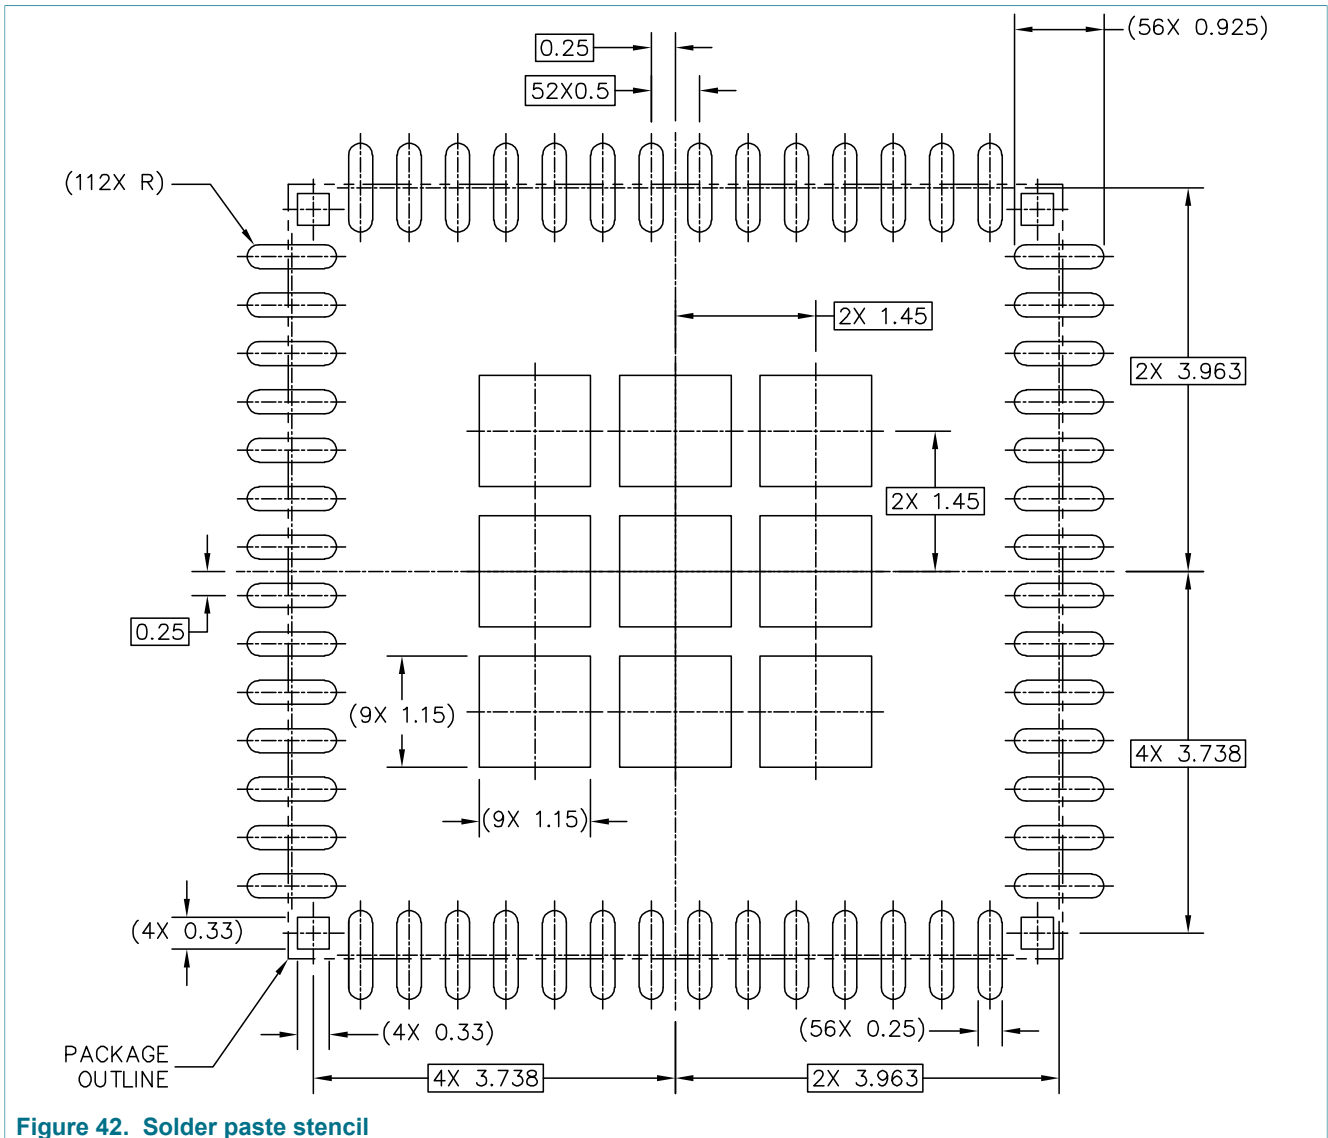 (56X 0.925)
0.25
52X0.5
(112X R)
2X 1.45
2X 3.963
2X 1.45
0.25
(9X 1.15)
4X 3.738
(9X 1.15)
(4X 0.33)
(4X 0.33)
(56X 0.25)
PACKAGE
OUTLINE
4X 3.738
2X 3.963
Figure 42. Solder paste stencil